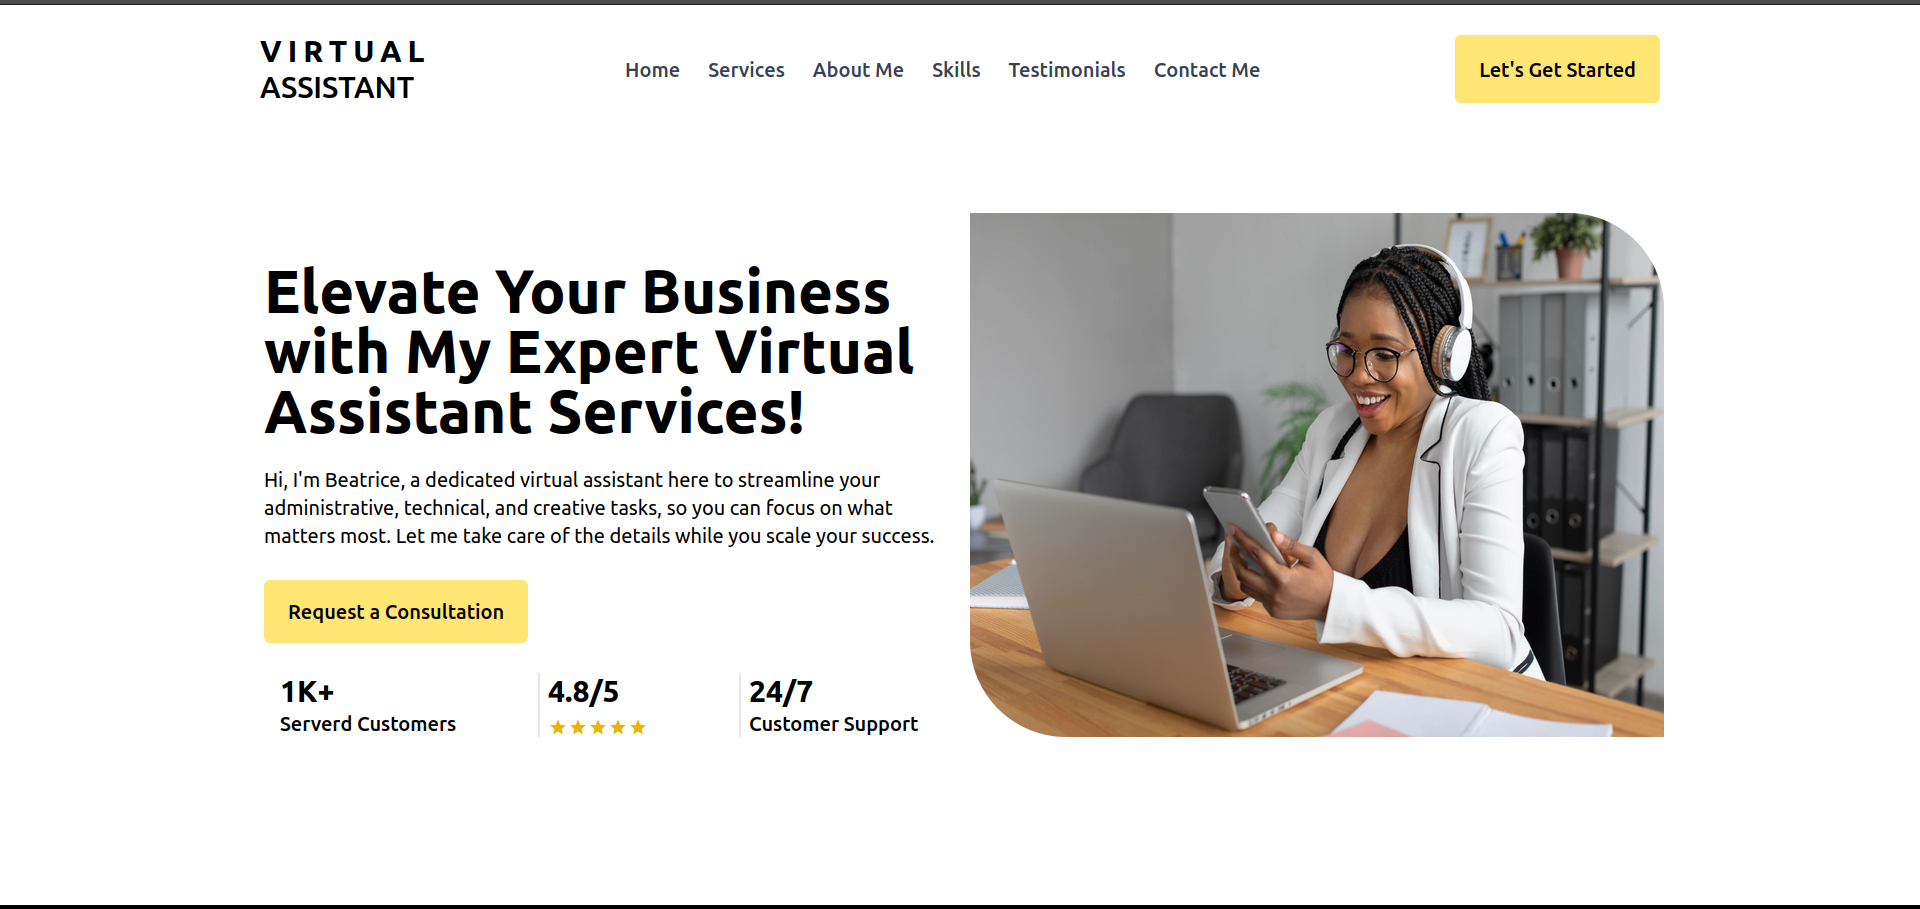 VIRTUAL
ASSISTANT
Home Services About Me Skills Testimonials Contact Me
Let's Get Started
Elevate Your Business
with My Expert Virtual
Assistant Services!
Hi, I'm Beatrice, a dedicated virtual assistant here to streamline your
administrative, technical, and creative tasks, so you can focus on what
matters most. Let me take care of the details while you scale your success.
Request a Consultation
1K+
Serverd Customers
4.8/5
24/7
Customer Support